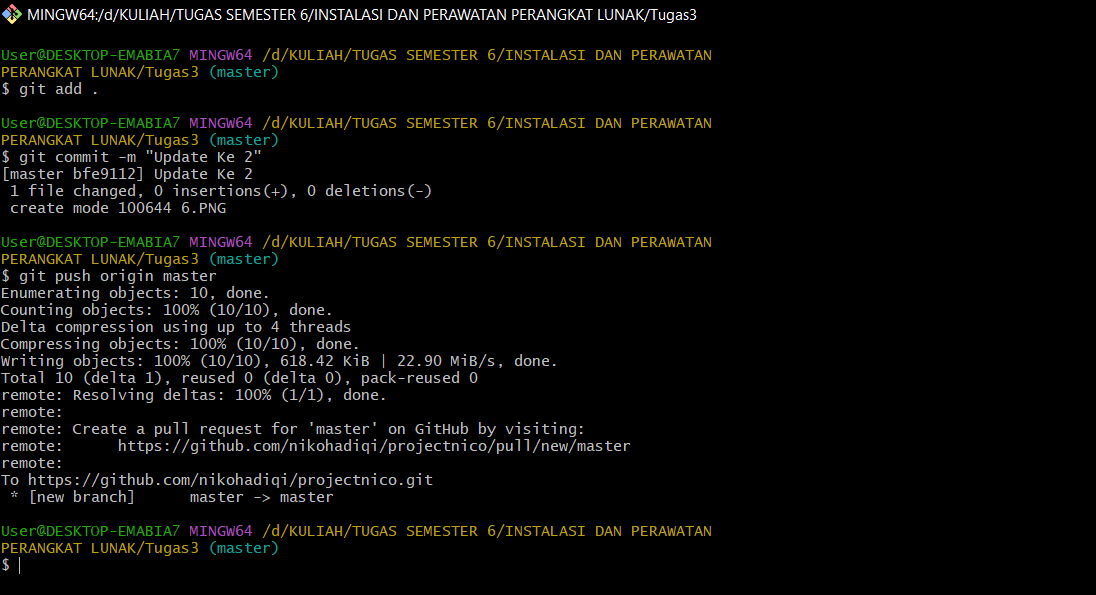 MINGW64:/d/KULIAH/TUGAS SEMESTER 6/INSTALASI DAN PERAWATAN PERANGKAT LUNAK/Tugas3
User@DESKTOP-EMABIA7 MINGW64 /d/KULIAH/TUGAS SEMESTER 6/INSTALASI DAN PERAWATAN
PERANGKAT LUNAK/Tugas3 (master)
$ git add .
User@DESKTOP-EMABIA7 MINGW64 /d/KULIAH/TUGAS SEMESTER 6/INSTALASI DAN PERAWATAN
PERANGKAT LUNAK/Tugas3 (master)
$ git commit -m "Update Ke 2"
[master bfe9112] Update Ke 2
 1 file changed, 0 insertions(+), 0 deletions(-)
 create mode 100644 6.PNG
User@DESKTOP-EMABIA7 MINGW64 /d/KULIAH/TUGAS SEMESTER 6/INSTALASI DAN PERAWATAN
PERANGKAT LUNAK/Tugas3 (master)
$ git push origin master
Enumerating objects: 10, done.
Counting objects: 100% (10/10), done.
Delta compression using up to 4 threads
Compressing objects: 100% (10/10), done.
Writing objects: 100% (10/10), 618.42 KiB | 22.90 MiB/s, done.
Total 10 (delta 1), reused 0 (delta 0), pack-reused 0
remote: Resolving deltas: 100% (1/1), done.
remote:
remote: Create a pull request for 'master' on GitHub by visiting:
remote:      https://github.com/nikohadiqi/projectnico/pull/new/master
remote:
To https://github.com/nikohadiqi/projectnico.git
 * [new branch]      master -> master
User@DESKTOP-EMABIA7 MINGW64 /d/KULIAH/TUGAS SEMESTER 6/INSTALASI DAN PERAWATAN
PERANGKAT LUNAK/Tugas3 (master)
$